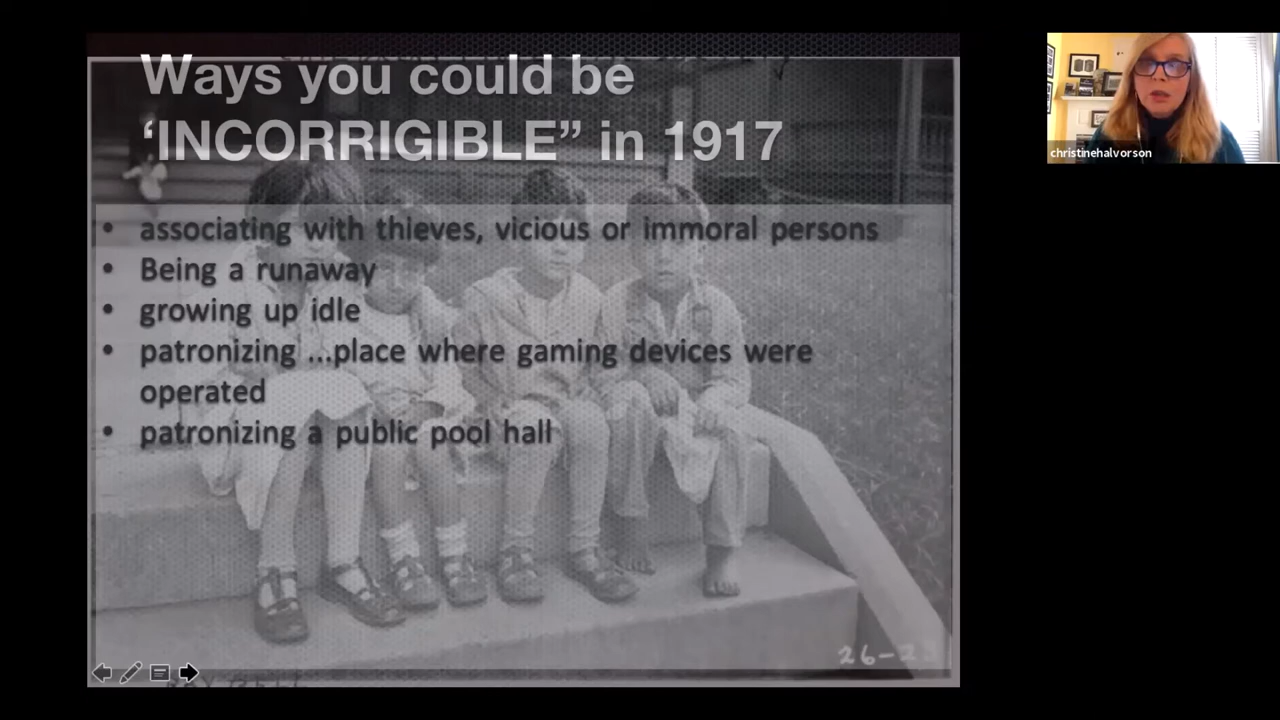 Ways you could be
‘INCORRIGIBLE” in 1917
• associating with thieves, vicious or immoral persons
• Being a runaway
• growing up idle
• patronizing ...place where gaming devices were
operated
• patronizing a public pool hall
christinehalvorson